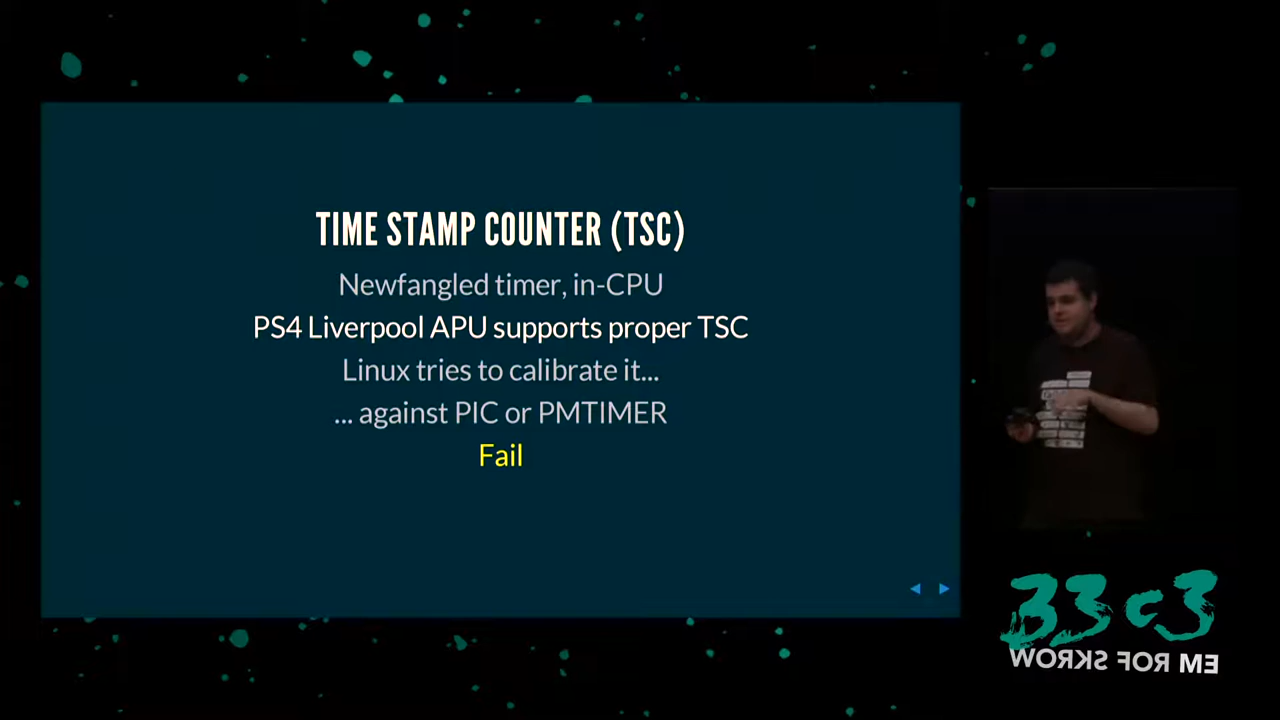 TIME STAMP COUNTER (TSC)
Newfangled timer, in-CPU
PS4 Liverpool APU supports proper TSC
Linux tries to calibrate it...
... against PIC or PMTIMER
Fail
33c3
WORKS FOR ME